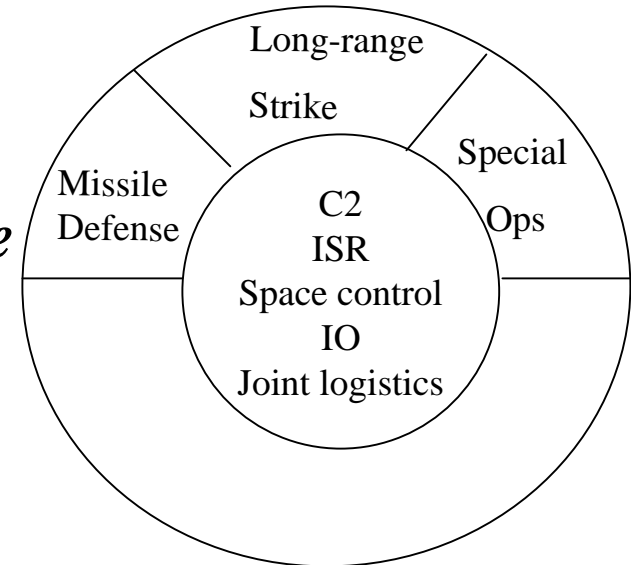 Long-range
Strike
Special
Ops
Missile
Defense
e
C2
ISR
Space control
IO
Joint logistics